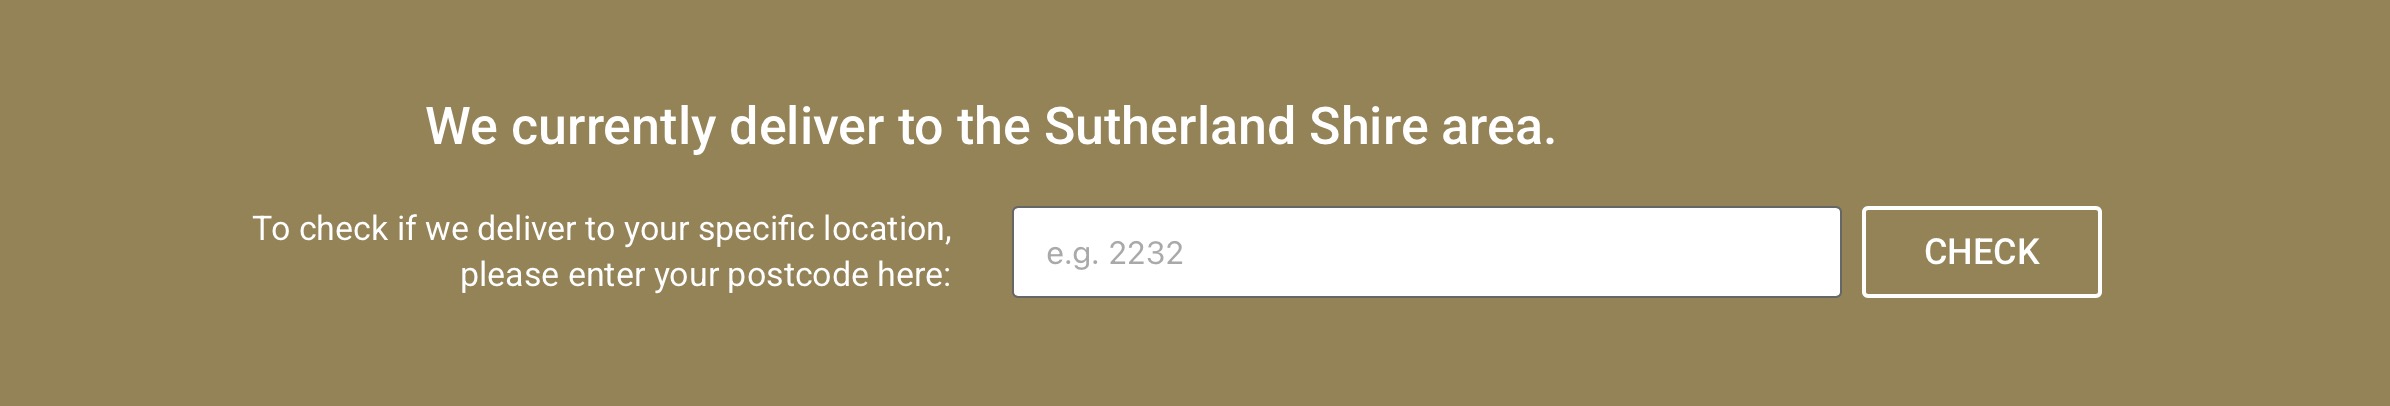 We currently deliver to the Sutherland Shire area.
To check if we deliver to your specific location,
please enter your postcode here:
e.g. 2232
CHECK